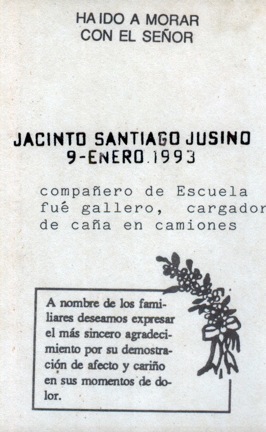 HA IDO A MORAR
CON EL SEÑOR
JACINTO SANTIAGO JUSINO
9-ENERO.1993
compañero de Escuela
fué gallero, cargador
de caña en camiones
A nombre de los fami-
liares deseamos expresar
el más sincero agradeci-
miento por su demostra-
ción de afecto y cariño
en sus momentos de do-
lor.